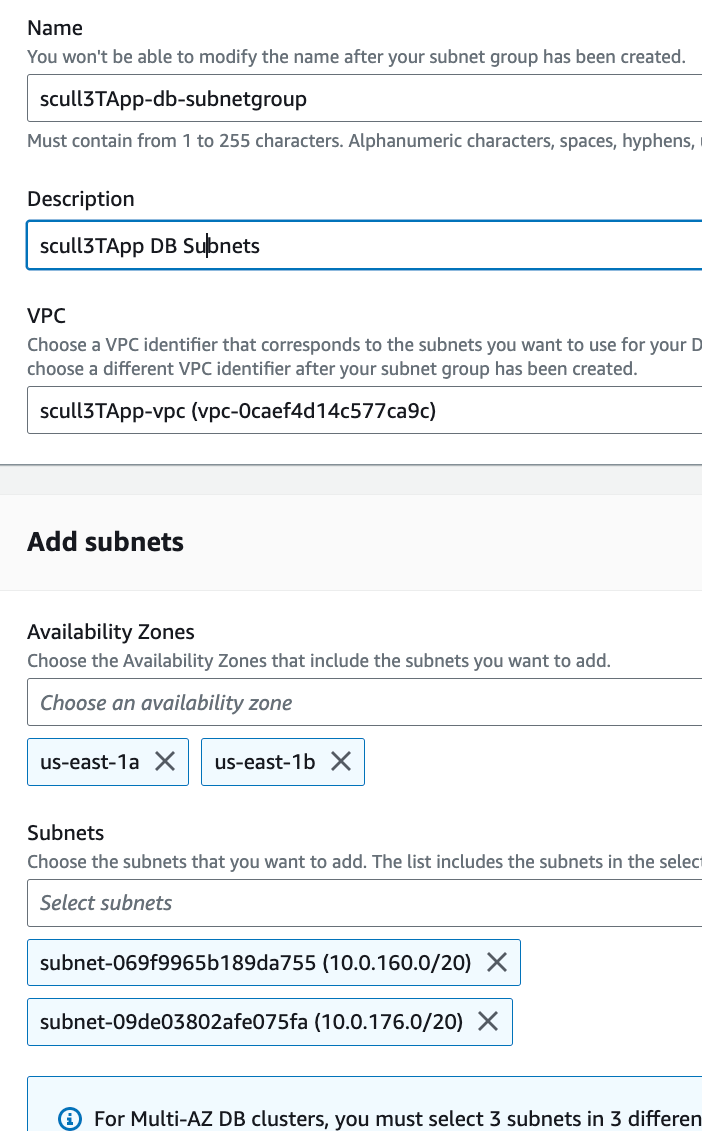 Name
You won't be able to modify the name after your subnet group has been created.
scull3TApp-db-subnetgroup
Must contain from 1 to 255 characters. Alphanumeric characters, spaces, hyphens,
Description
scull3TApp DB Subnets
VPC
Choose a VPC identifier that corresponds to the subnets you want to use for your D
choose a different VPC identifier after your subnet group has been created.
scull3TApp-vpc (vpc-0caef4d14c577ca9c)
Add subnets
Availability Zones
Choose the Availability Zones that include the subnets you want to add.
Choose an availability zone
us-east-1a us-east-1b
Subnets
Choose the subnets that you want to add. The list includes the subnets in the select
Select subnets
subnet-069f9965b189da755 (10.0.160.0/20)
subnet-09de03802afe075fa (10.0.176.0/20)
For Multi-AZ DB clusters, you must select 3 subnets in 3 differen